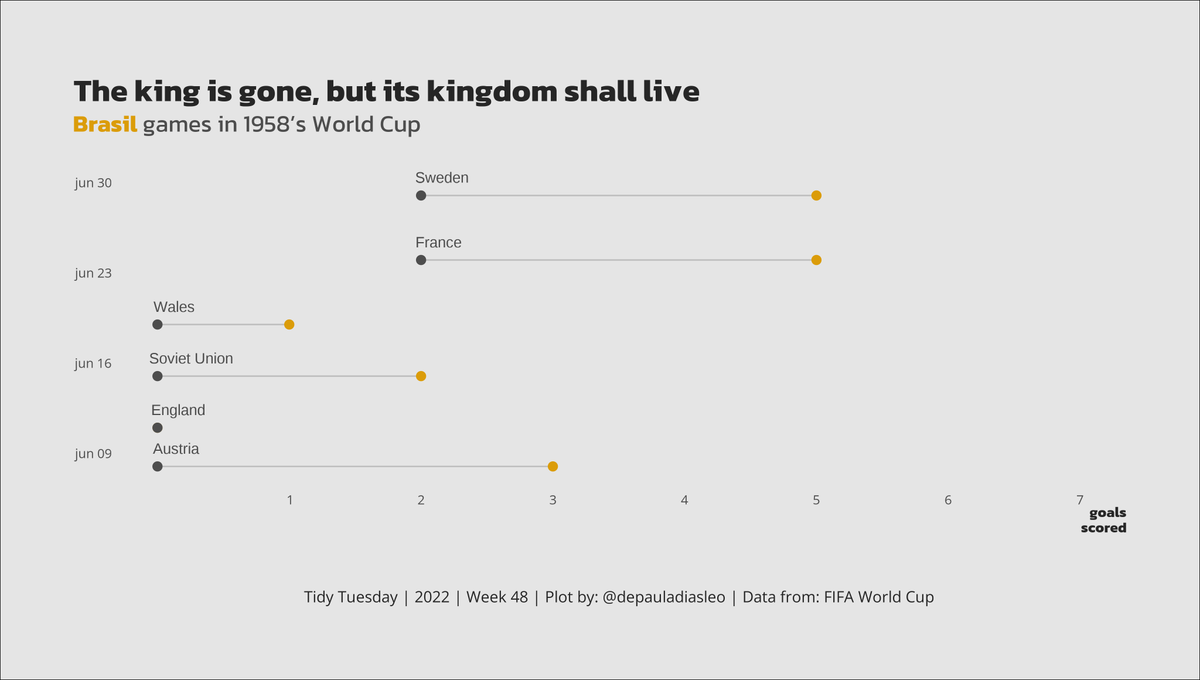 The king is gone, but its kingdom shall live
Brasil games in 1958’s World Cup
jun 30
Sweden
France
jun 23
Wales
jun 16
Soviet Union
England
jun 09
Austria
1 2 3 4 5 6 7
goals
scored
Tidy Tuesday | 2022 | Week 48 | Plot by: @depauladiasleo | Data from: FIFA World Cup